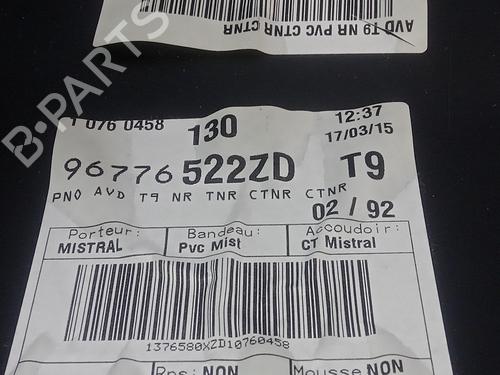 AVD T9 NR PVC CTNR CTNR
B-PARTS
1 0760458 130 12:37
17/03/15
96776522ZD T9
PNO AVD T9 NR TNR CTNR CTNR
02 / 92
Porteur: Bandeau: Accoudoir:
MISTRAL Pvc Mist CT Mistral
1376580XZD10760458
Rps: NON Mousse NON